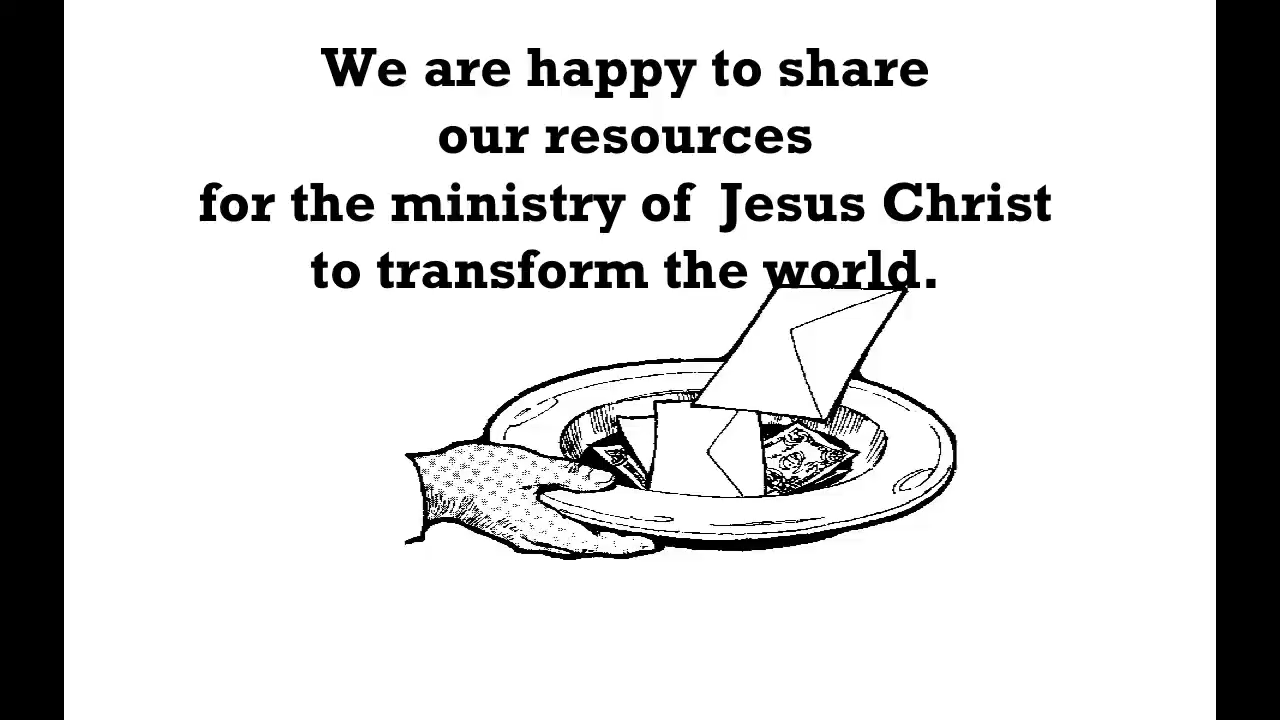 We are happy to share
our resources
for the ministry of Jesus Christ
to transform the world.